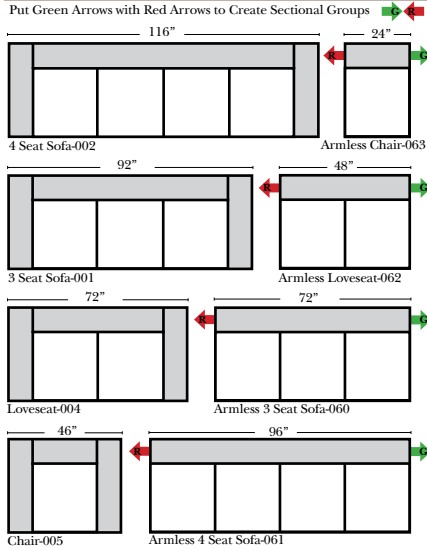 Put Green Arrows with Red Arrows to Create Sectional Groups G R
116” 24”
R G
4 Seat Sofa-002 Armless Chair-063
92” 48”
R G
3 Seat Sofa-001 Armless Loveseat-062
72” 72”
R G
Loveseat-004 Armless 3 Seat Sofa-060
46” 96”
R G
Chair-005 Armless 4 Seat Sofa-061